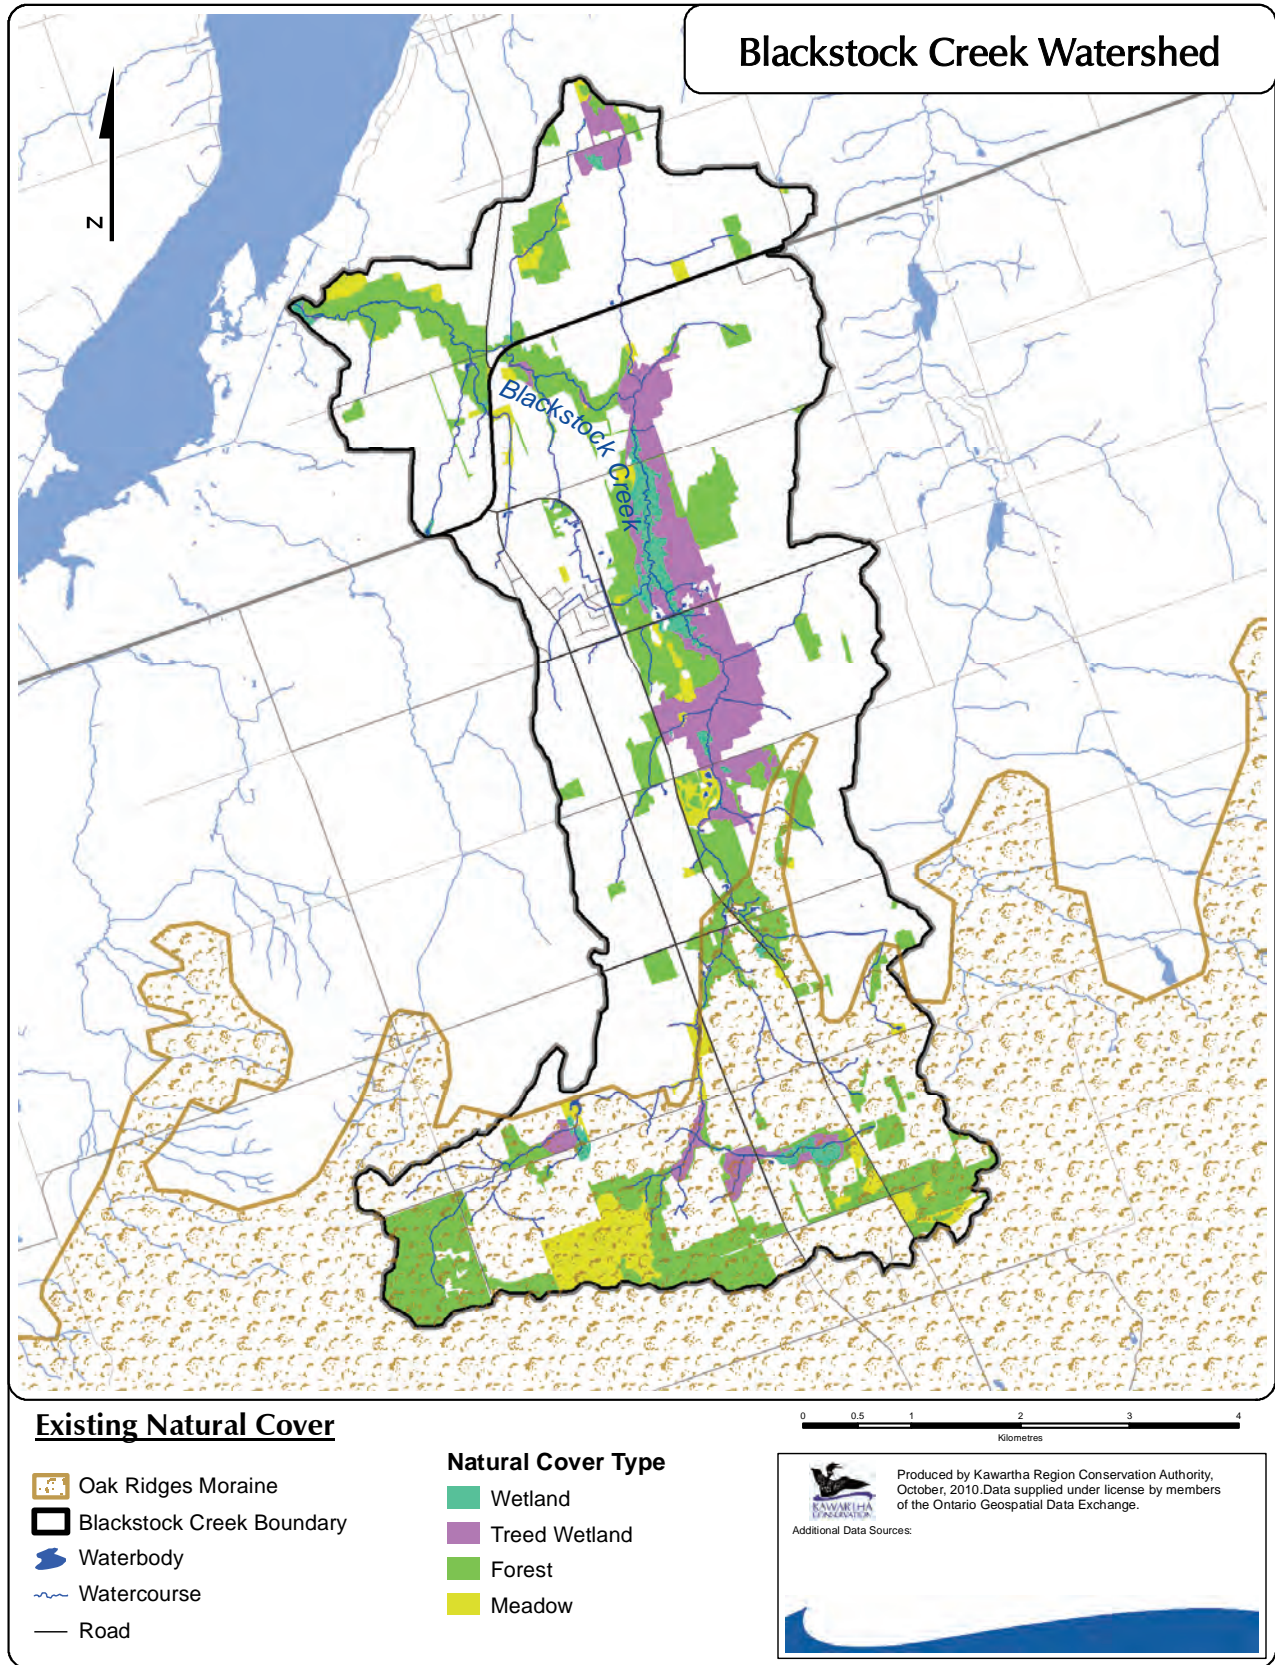 Blackstock Creek Watershed
N
Blackstock Creek
Existing Natural Cover
Oak Ridges Moraine
Blackstock Creek Boundary
Waterbody
Watercourse
Road
Natural Cover Type
Wetland
Treed Wetland
Forest
Meadow
0 0.5 1 2 3 4
Kilometres
KAWARTHA
CONSERVATION
Produced by Kawartha Region Conservation Authority,
October, 2010.Data supplied under license by members
of the Ontario Geospatial Data Exchange.
Additional Data Sources: